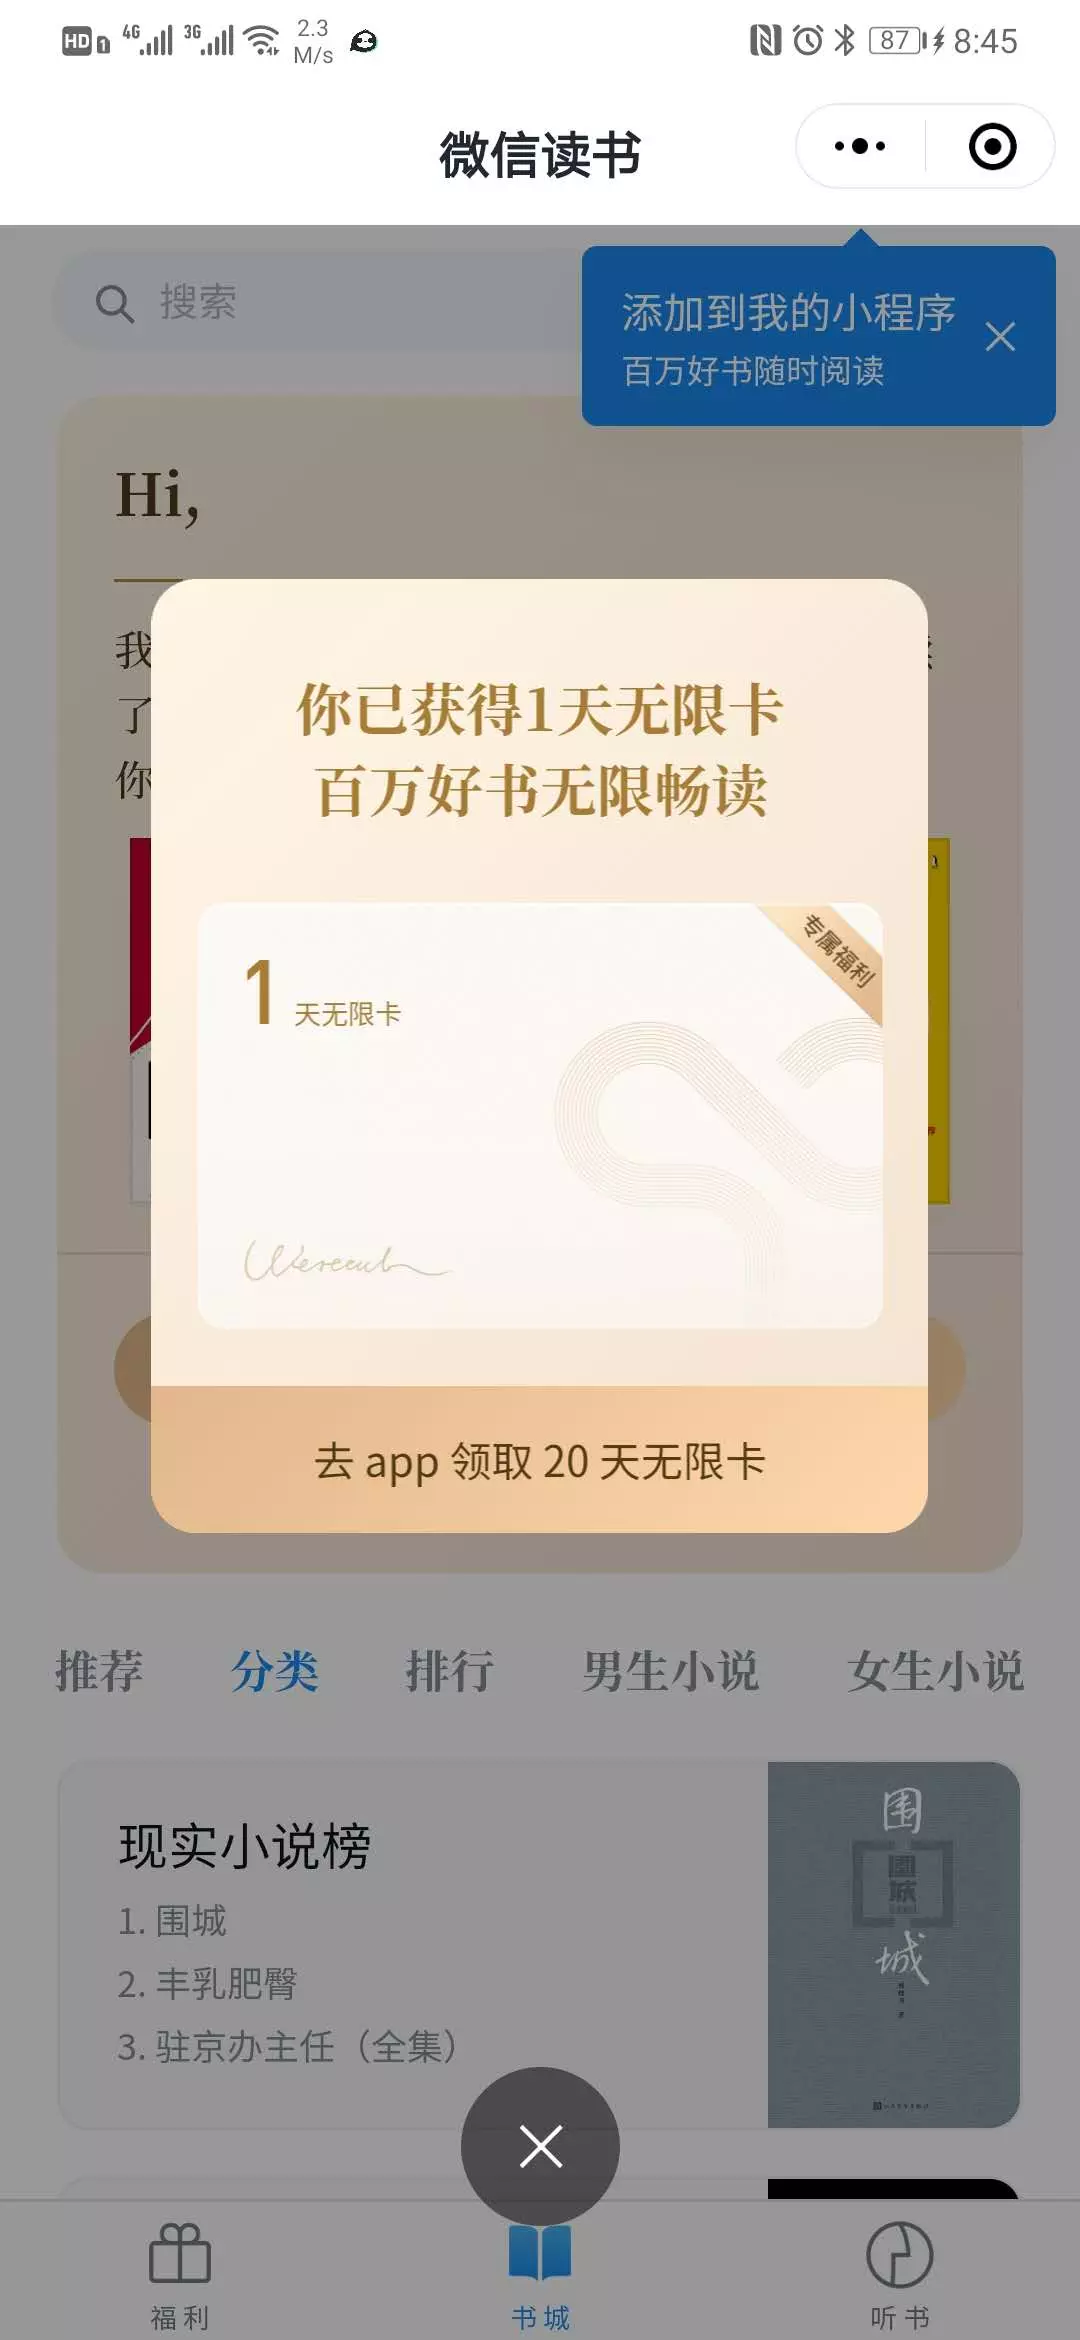 HD 1 4G 3G 2.3 M/s 87 8:45
微信读书
搜索
添加到我的小程序
百万好书随时阅读
Hi,
我
了
你
你已获得1天无限卡
百万好书无限畅读
专属福利
1 天无限卡
去 app 领取 20 天无限卡
推荐 分类 排行 男生小说 女生小说
现实小说榜
1. 围城
2. 丰乳肥臀
3. 驻京办主任（全集）
围
围城
城
福利 书城 听书